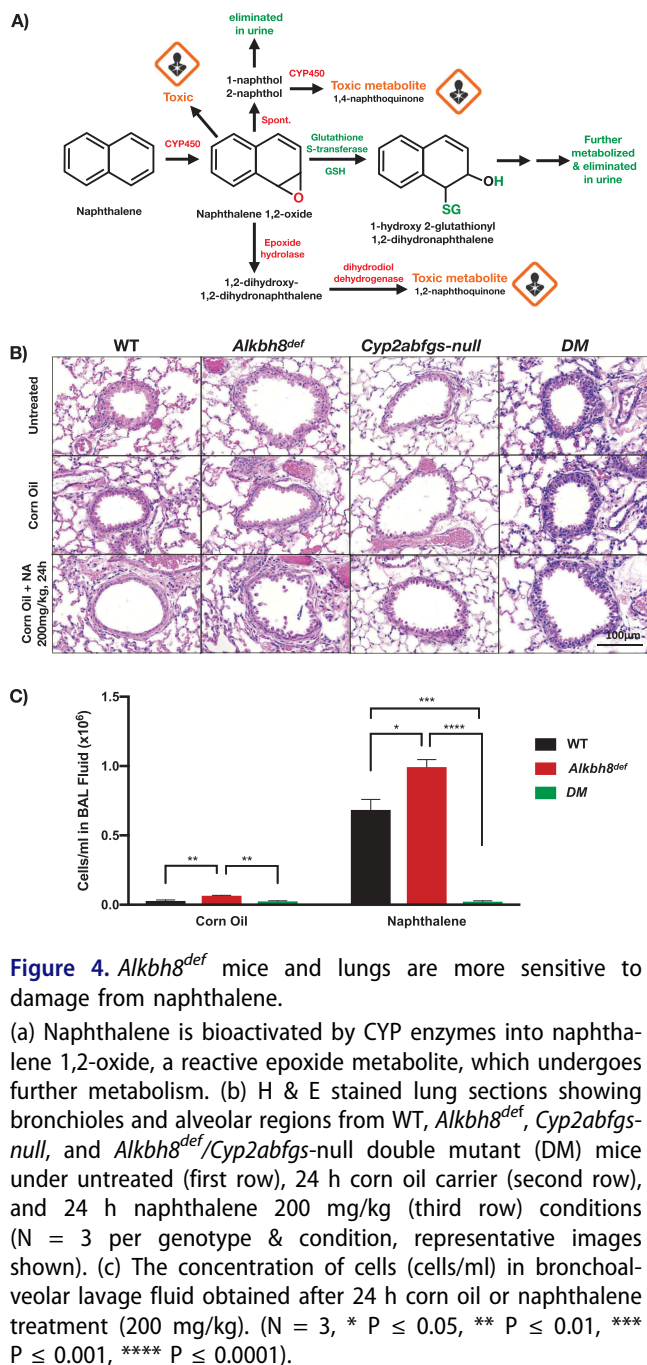 A)
eliminated
in urine
Toxic
1-naphthol
2-naphthol
CYP450
Toxic metabolite
1,4-naphthoquinone
Spont.
CYP450
Glutathione
S-transferase
GSH
O
OH
SG
Further
metabolized
& eliminated
in urine
Naphthalene
Naphthalene 1,2-oxide
1-hydroxy 2-glutathionyl
1,2-dihydronaphthalene
Epoxide
hydrolase
1,2-dihydroxy-
1,2-dihydronaphthalene
dihydrodiol
dehydrogenase
Toxic metabolite
1,2-naphthoquinone
B)
WT
Alkbh8def
Cyp2abfgs-null
DM
Untreated
Corn Oil
Corn Oil + NA
200mg/kg, 24h
100µm
C)
Cells/ml in BAL Fluid (x10⁶)
1.5
1.0
0.5
0.0
** **
* *** ****
Corn Oil
Naphthalene
WT
Alkbh8def
DM
Figure 4. Alkbh8def mice and lungs are more sensitive to
damage from naphthalene.
(a) Naphthalene is bioactivated by CYP enzymes into naphtha-
lene 1,2-oxide, a reactive epoxide metabolite, which undergoes
further metabolism. (b) H & E stained lung sections showing
bronchioles and alveolar regions from WT, Alkbh8def, Cyp2abfgs-
null, and Alkbh8def/Cyp2abfgs-null double mutant (DM) mice
under untreated (first row), 24 h corn oil carrier (second row),
and 24 h naphthalene 200 mg/kg (third row) conditions
(N = 3 per genotype & condition, representative images
shown). (c) The concentration of cells (cells/ml) in bronchoal-
veolar lavage fluid obtained after 24 h corn oil or naphthalene
treatment (200 mg/kg). (N = 3, * P ≤ 0.05, ** P ≤ 0.01, ***
P ≤ 0.001, **** P ≤ 0.0001).